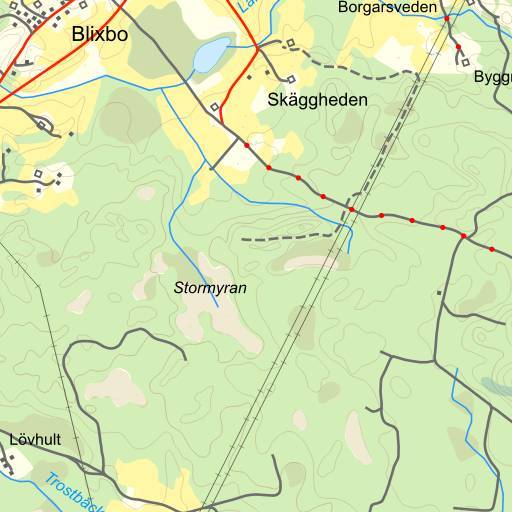 Borgarsveden
Blixbo
Skäggheden
Stormyran
Lövhult